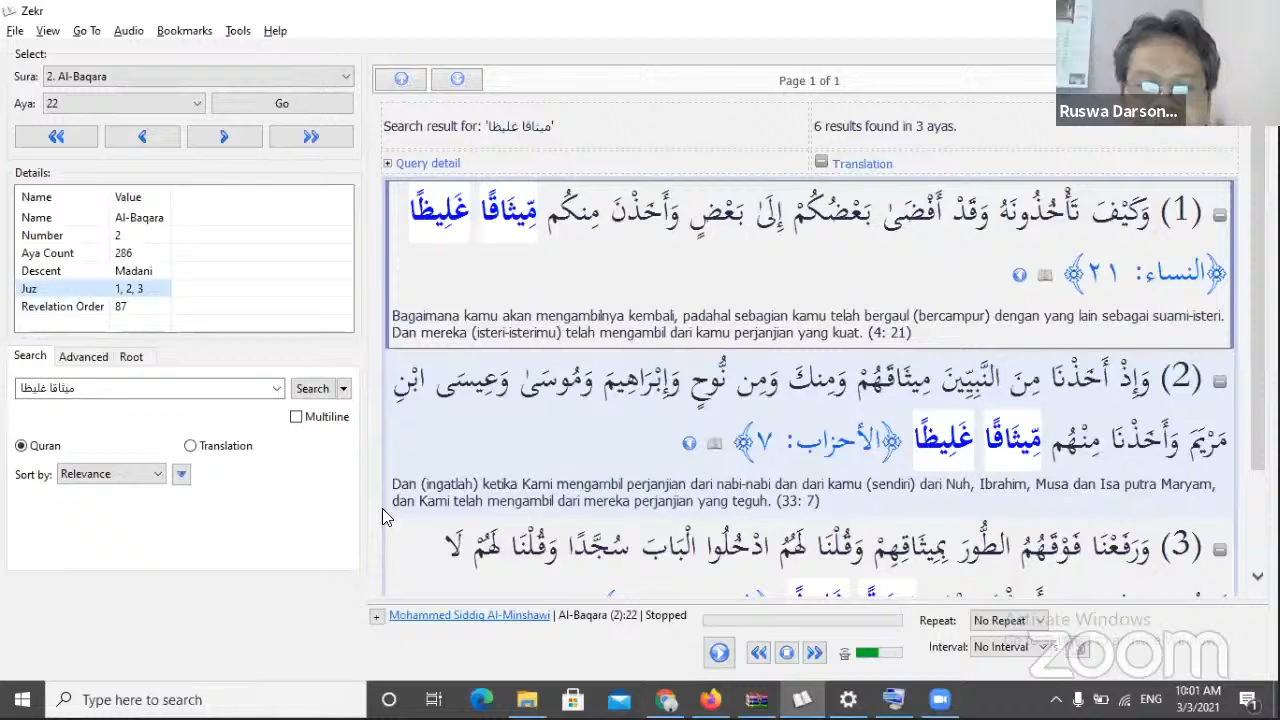 Zekr
File View Go To Audio Bookmarks Tools Help
Select:
Sura: 2. Al-Baqara
Aya: 22 Go
Details:
Name Value
Name Al-Baqara
Number 2
Aya Count 286
Descent Madani
Juz 1, 2, 3
Revelation Order 87
Search Advanced Root
ميثاقا غليظا Search
Multiline
Quran Translation
Sort by: Relevance
Page 1 of 1
Search result for: 'ميثاقا غليظا'
6 results found in 3 ayas.
Query detail
Translation
(1) وَكَيْفَ تَأْخُذُونَهُ وَقَدْ أَفْضَىٰ بَعْضُكُمْ إِلَىٰ بَعْضٍ وَأَخَذْنَ مِنكُم مِّيثَاقًا غَلِيظًا
﴿النساء: ٢١﴾
Bagaimana kamu akan mengambilnya kembali, padahal sebagian kamu telah bergaul (bercampur) dengan yang lain sebagai suami-isteri.
Dan mereka (isteri-isterimu) telah mengambil dari kamu perjanjian yang kuat. (4: 21)
(2) وَإِذْ أَخَذْنَا مِنَ النَّبِيِّينَ مِيثَاقَهُمْ وَمِنكَ وَمِن نُّوحٍ وَإِبْرَاهِيمَ وَمُوسَىٰ وَعِيسَى ابْنِ
مَرْيَمَ وَأَخَذْنَا مِنْهُم مِّيثَاقًا غَلِيظًا ﴿الأحزاب: ٧﴾
Dan (ingatlah) ketika Kami mengambil perjanjian dari nabi-nabi dan dari kamu (sendiri) dari Nuh, Ibrahim, Musa dan Isa putra Maryam,
dan Kami telah mengambil dari mereka perjanjian yang teguh. (33: 7)
(3) وَرَفَعْنَا فَوْقَهُمُ الطُّورَ بِمِيثَاقِهِمْ وَقُلْنَا لَهُمُ ادْخُلُوا الْبَابَ سُجَّدًا وَقُلْنَا لَهُمْ لَا
Mohammed Siddiq Al-Minshawi | Al-Baqara (2):22 | Stopped
Repeat: No Repeat
Interval: No Interval
Activate Windows
zoom
Ruswa Darson...
Type here to search
ENG
10:01 AM
3/3/2021
1